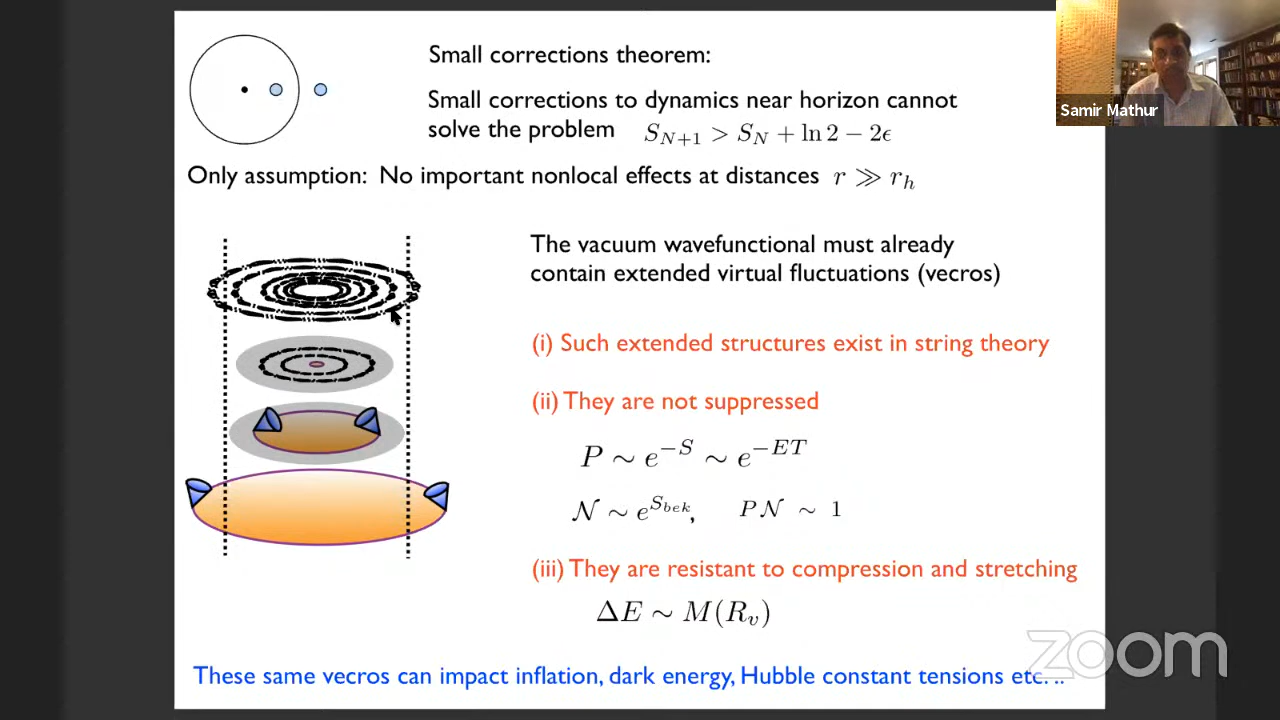 Small corrections theorem:
Small corrections to dynamics near horizon cannot
solve the problem S_{N+1} > S_N + ln 2 − 2ϵ
Only assumption: No important nonlocal effects at distances r ≫ r_h
The vacuum wavefunctional must already
contain extended virtual fluctuations (vecros)
(i) Such extended structures exist in string theory
(ii) They are not suppressed
P ∼ e^{−S} ∼ e^{−ET}
𝒩 ∼ e^{S_{bek}}, P𝒩 ∼ 1
(iii) They are resistant to compression and stretching
ΔE ∼ M(R_v)
These same vecros can impact inflation, dark energy, Hubble constant tensions etc. ..
Samir Mathur
zoom